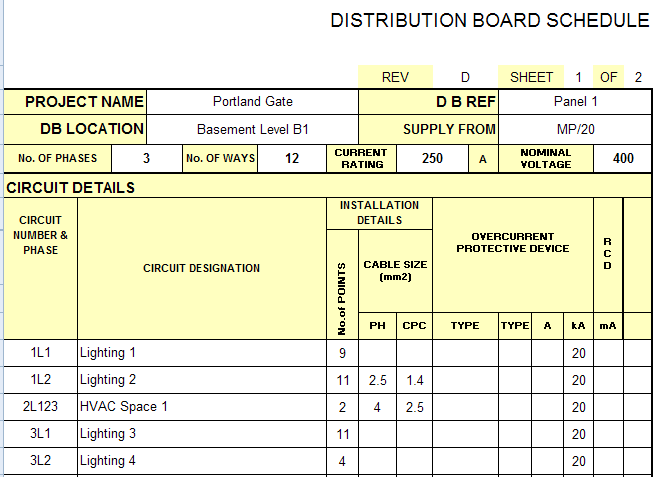 DISTRIBUTION BOARD SCHEDULE
REV D SHEET 1 OF 2
PROJECT NAME Portland Gate D B REF Panel 1
DB LOCATION Basement Level B1 SUPPLY FROM MP/20
No. OF PHASES 3 No. OF WAYS 12 CURRENT RATING 250 A NOMINAL VOLTAGE 400
CIRCUIT DETAILS
CIRCUIT NUMBER & PHASE
CIRCUIT DESIGNATION
INSTALLATION DETAILS
No.of POINTS
CABLE SIZE (mm2)
OVERCURRENT PROTECTIVE DEVICE
RCD
PH CPC TYPE TYPE A kA mA
1L1 Lighting 1 9 20
1L2 Lighting 2 11 2.5 1.4 20
2L123 HVAC Space 1 2 4 2.5 20
3L1 Lighting 3 11 20
3L2 Lighting 4 4 20